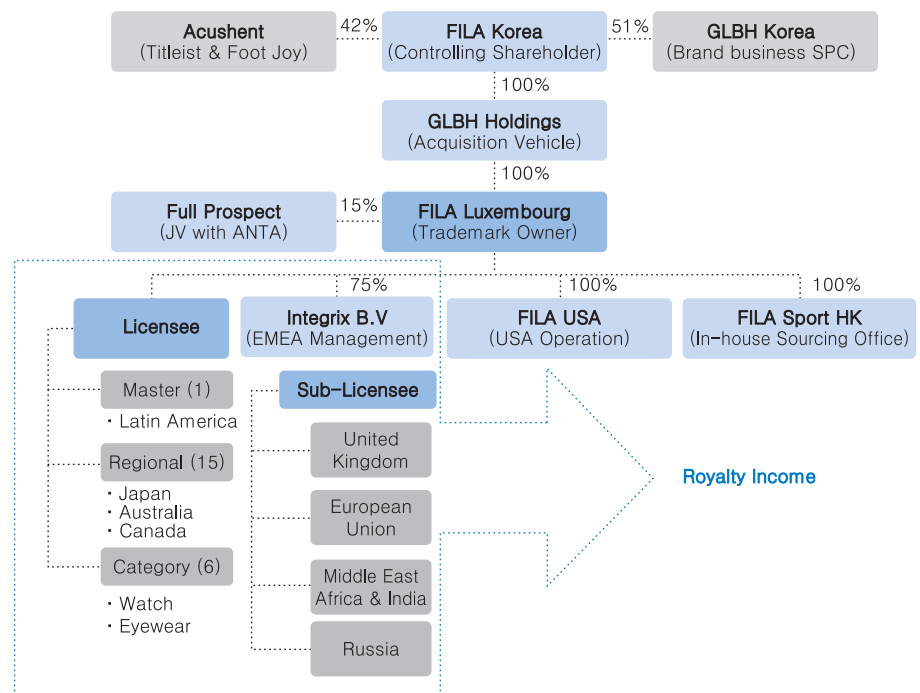 Acushent
(Titleist & Foot Joy)
42%
FILA Korea
(Controlling Shareholder)
51%
GLBH Korea
(Brand business SPC)
100%
GLBH Holdings
(Acquisition Vehicle)
100%
Full Prospect
(JV with ANTA)
15%
FILA Luxembourg
(Trademark Owner)
75%
100%
100%
Licensee
Integrix B.V
(EMEA Management)
FILA USA
(USA Operation)
FILA Sport HK
(In-house Sourcing Office)
Master (1)
· Latin America
Regional (15)
· Japan
· Australia
· Canada
Category (6)
· Watch
· Eyewear
Sub-Licensee
United
Kingdom
European
Union
Middle East
Africa & India
Russia
Royalty Income